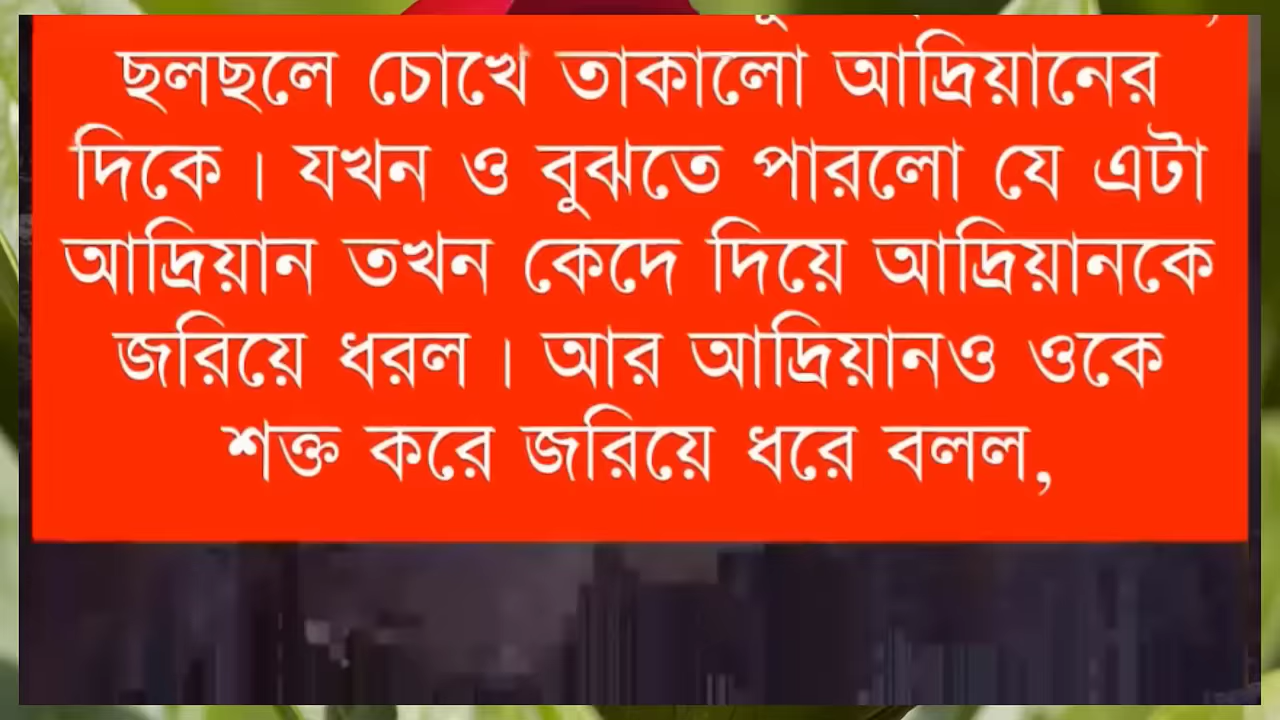 ছলছলে চোখে তাকালো আদ্রিয়ানের
দিকে। যখন ও বুঝতে পারলো যে এটা
আদ্রিয়ান তখন কেদে দিয়ে আদ্রিয়ানকে
জরিয়ে ধরল। আর আদ্রিয়ানও ওকে
শক্ত করে জরিয়ে ধরে বলল,